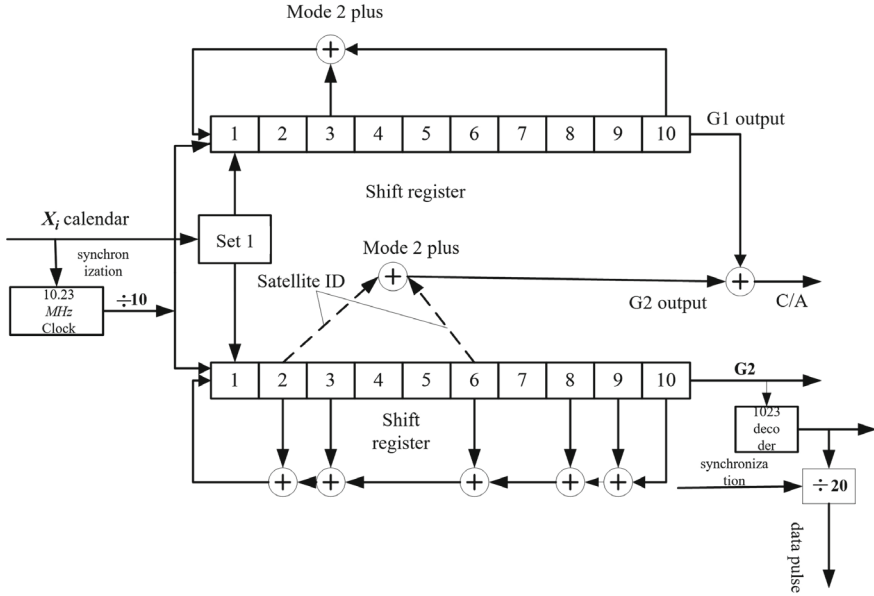 Mode 2 plus
1 2 3 4 5 6 7 8 9 10
G1 output
Shift register
Xi calendar
synchron
ization
Set 1
Mode 2 plus
Satellite ID
10.23
MHz
Clock
÷10
G2 output
C/A
1 2 3 4 5 6 7 8 9 10
G2
Shift
register
1023
deco
der
synchroniza
tion
÷20
data pulse